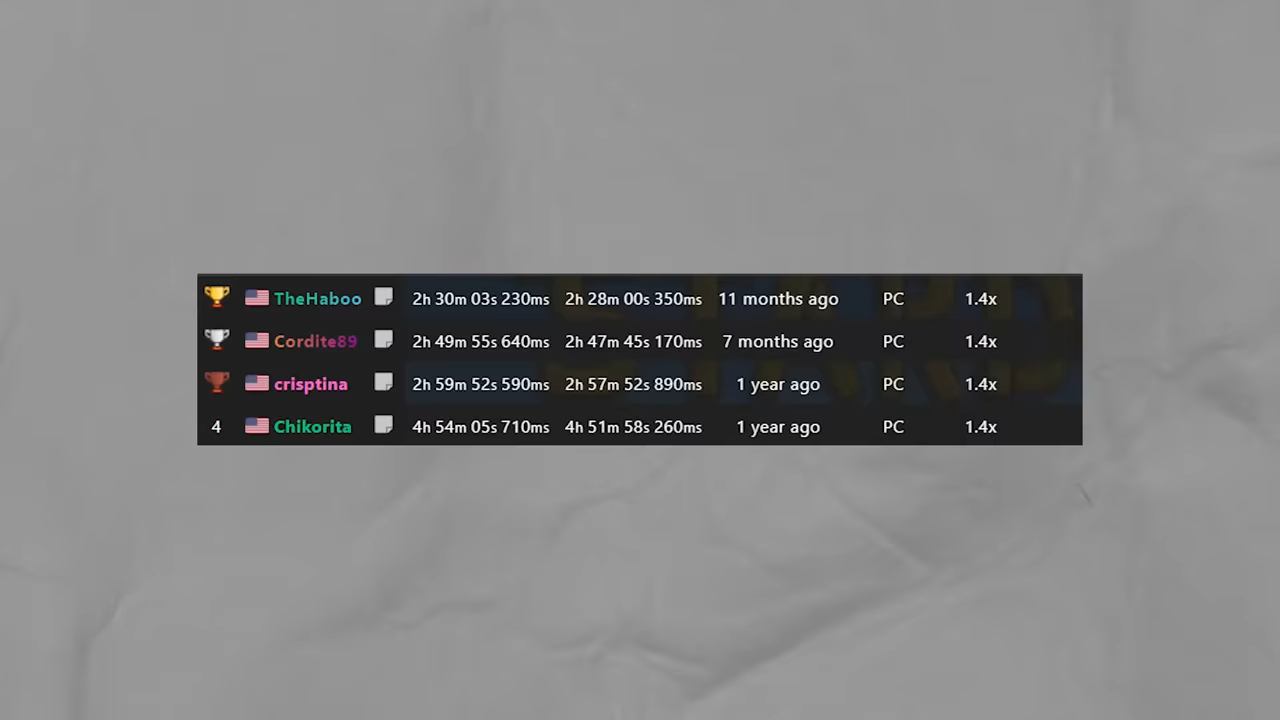 TheHaboo 2h 30m 03s 230ms 2h 28m 00s 350ms 11 months ago PC 1.4x
Cordite89 2h 49m 55s 640ms 2h 47m 45s 170ms 7 months ago PC 1.4x
crisptina 2h 59m 52s 590ms 2h 57m 52s 890ms 1 year ago PC 1.4x
4 Chikorita 4h 54m 05s 710ms 4h 51m 58s 260ms 1 year ago PC 1.4x